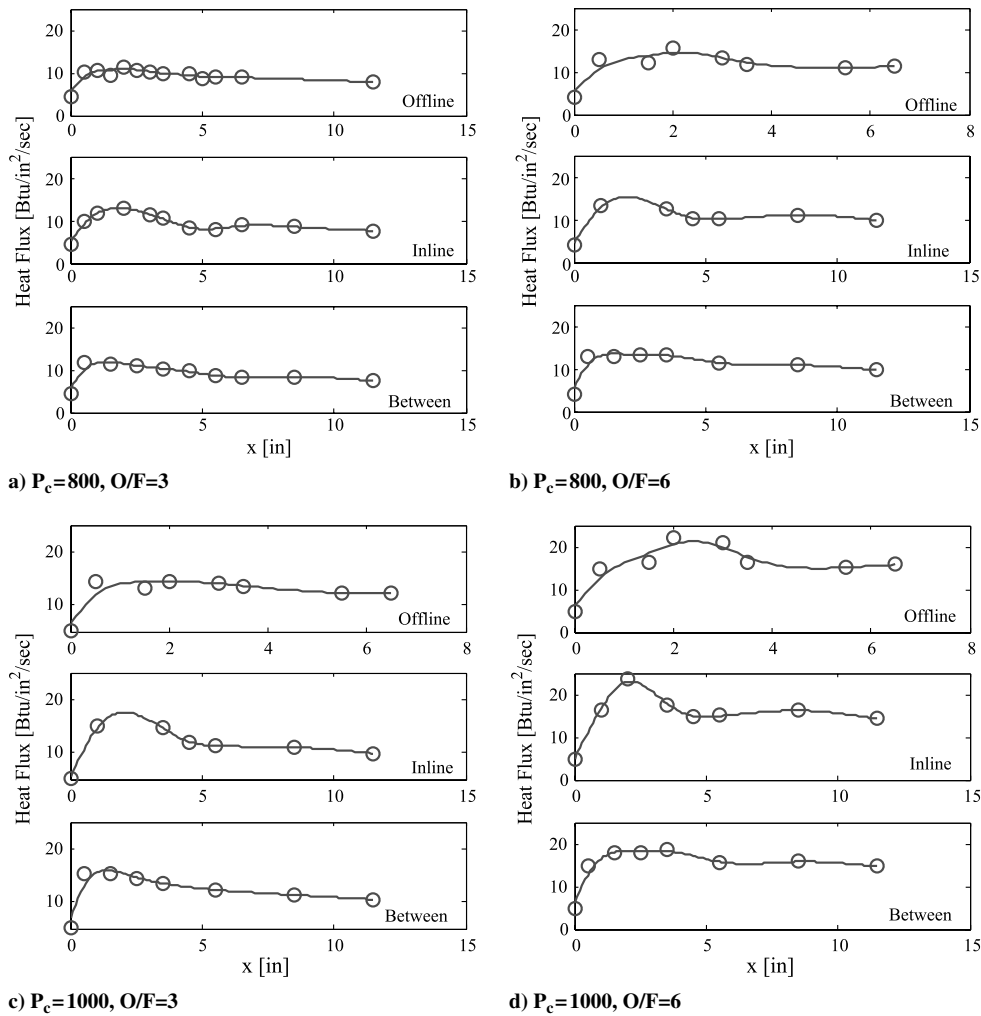 Heat Flux [Btu/in²/sec]
20
10
0
0 5 10 15
Offline
20
10
0
0 5 10 15
Inline
20
10
0
0 5 10 15
Between
x [in]
a) Pc=800, O/F=3
Heat Flux [Btu/in²/sec]
20
10
0
0 2 4 6 8
Offline
20
10
0
0 5 10 15
Inline
20
10
0
0 5 10 15
Between
x [in]
b) Pc=800, O/F=6
Heat Flux [Btu/in²/sec]
20
10
0 2 4 6 8
Offline
20
10
0 5 10 15
Inline
20
10
0 5 10 15
Between
x [in]
c) Pc=1000, O/F=3
Heat Flux [Btu/in²/sec]
20
10
0
0 2 4 6 8
Offline
20
10
0
0 5 10 15
Inline
20
10
0
0 5 10 15
Between
x [in]
d) Pc=1000, O/F=6